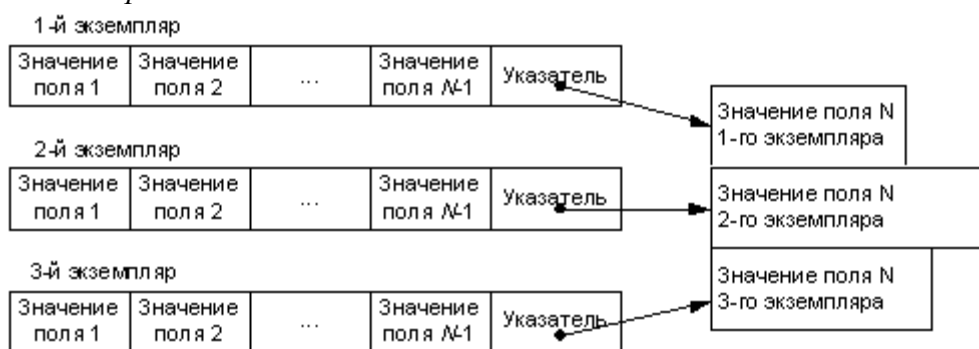 1-й экземпляр
Значение поля 1
Значение поля 2
...
Значение поля N-1
Указатель
Значение поля N
1-го экземпляра
2-й экземпляр
Значение поля 1
Значение поля 2
...
Значение поля N-1
Указатель
Значение поля N
2-го экземпляра
3-й экземпляр
Значение поля 1
Значение поля 2
...
Значение поля N-1
Указатель
Значение поля N
3-го экземпляра